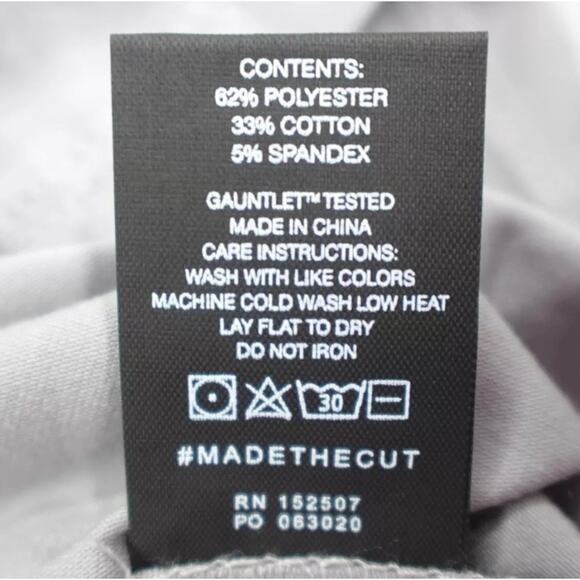 CONTENTS:
62% POLYESTER
33% COTTON
5% SPANDEX
GAUNTLET™ TESTED
MADE IN CHINA
CARE INSTRUCTIONS:
WASH WITH LIKE COLORS
MACHINE COLD WASH LOW HEAT
LAY FLAT TO DRY
DO NOT IRON
30
#MADETHECUT
RN 152507
PO 063020